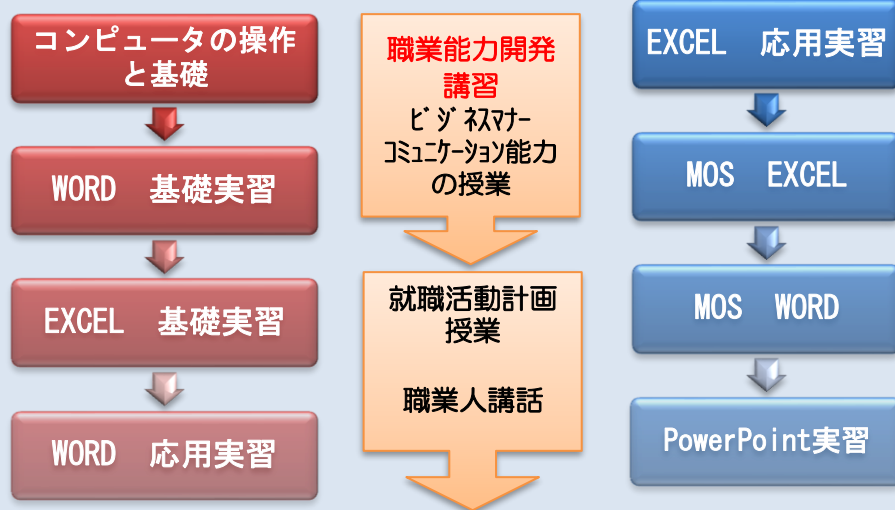 コンピュータの操作
と基礎
WORD 基礎実習
EXCEL 基礎実習
WORD 応用実習
職業能力開発
講習
ビジネスマナー
コミュニケーション能力
の授業
就職活動計画
授業
職業人講話
EXCEL 応用実習
MOS EXCEL
MOS WORD
PowerPoint実習